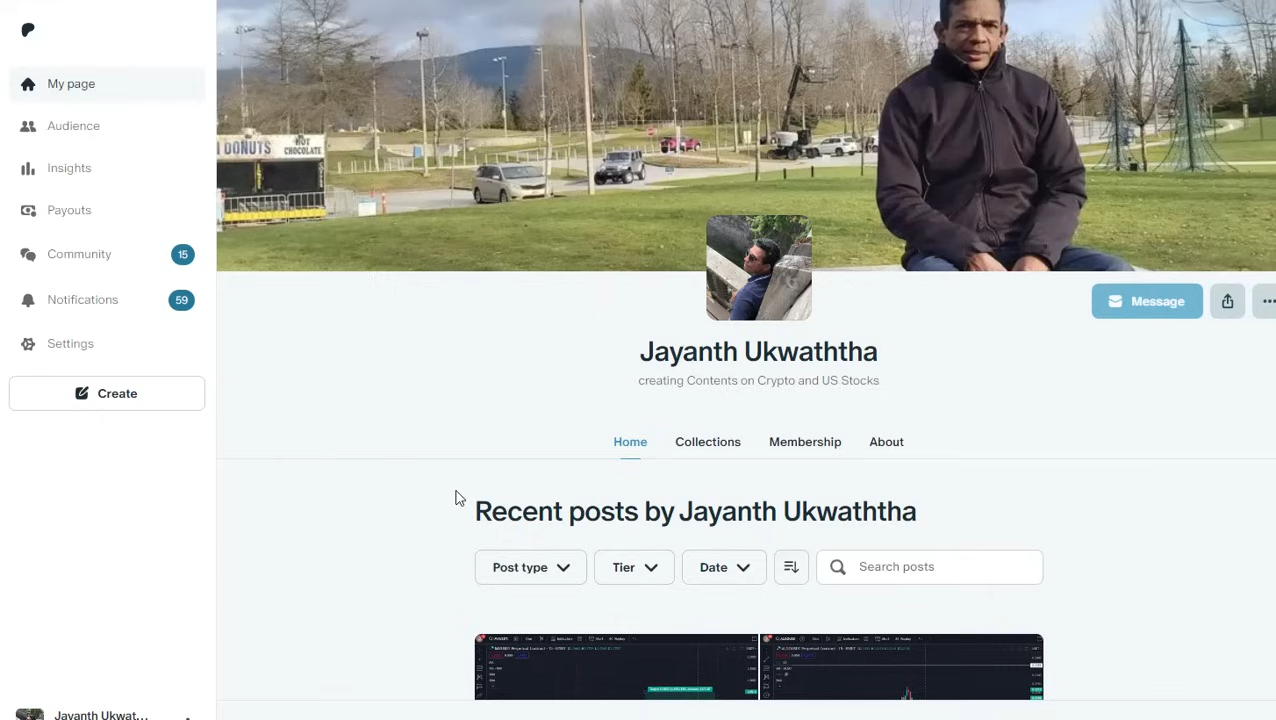 My page
Audience
Insights
Payouts
Community 15
Notifications 59
Settings
Create
Jayanth Ukwat...
DONUTS
HOT
CHOCOLATE
Message
Jayanth Ukwaththa
creating Contents on Crypto and US Stocks
Home Collections Membership About
Recent posts by Jayanth Ukwaththa
Post type Tier Date Search posts